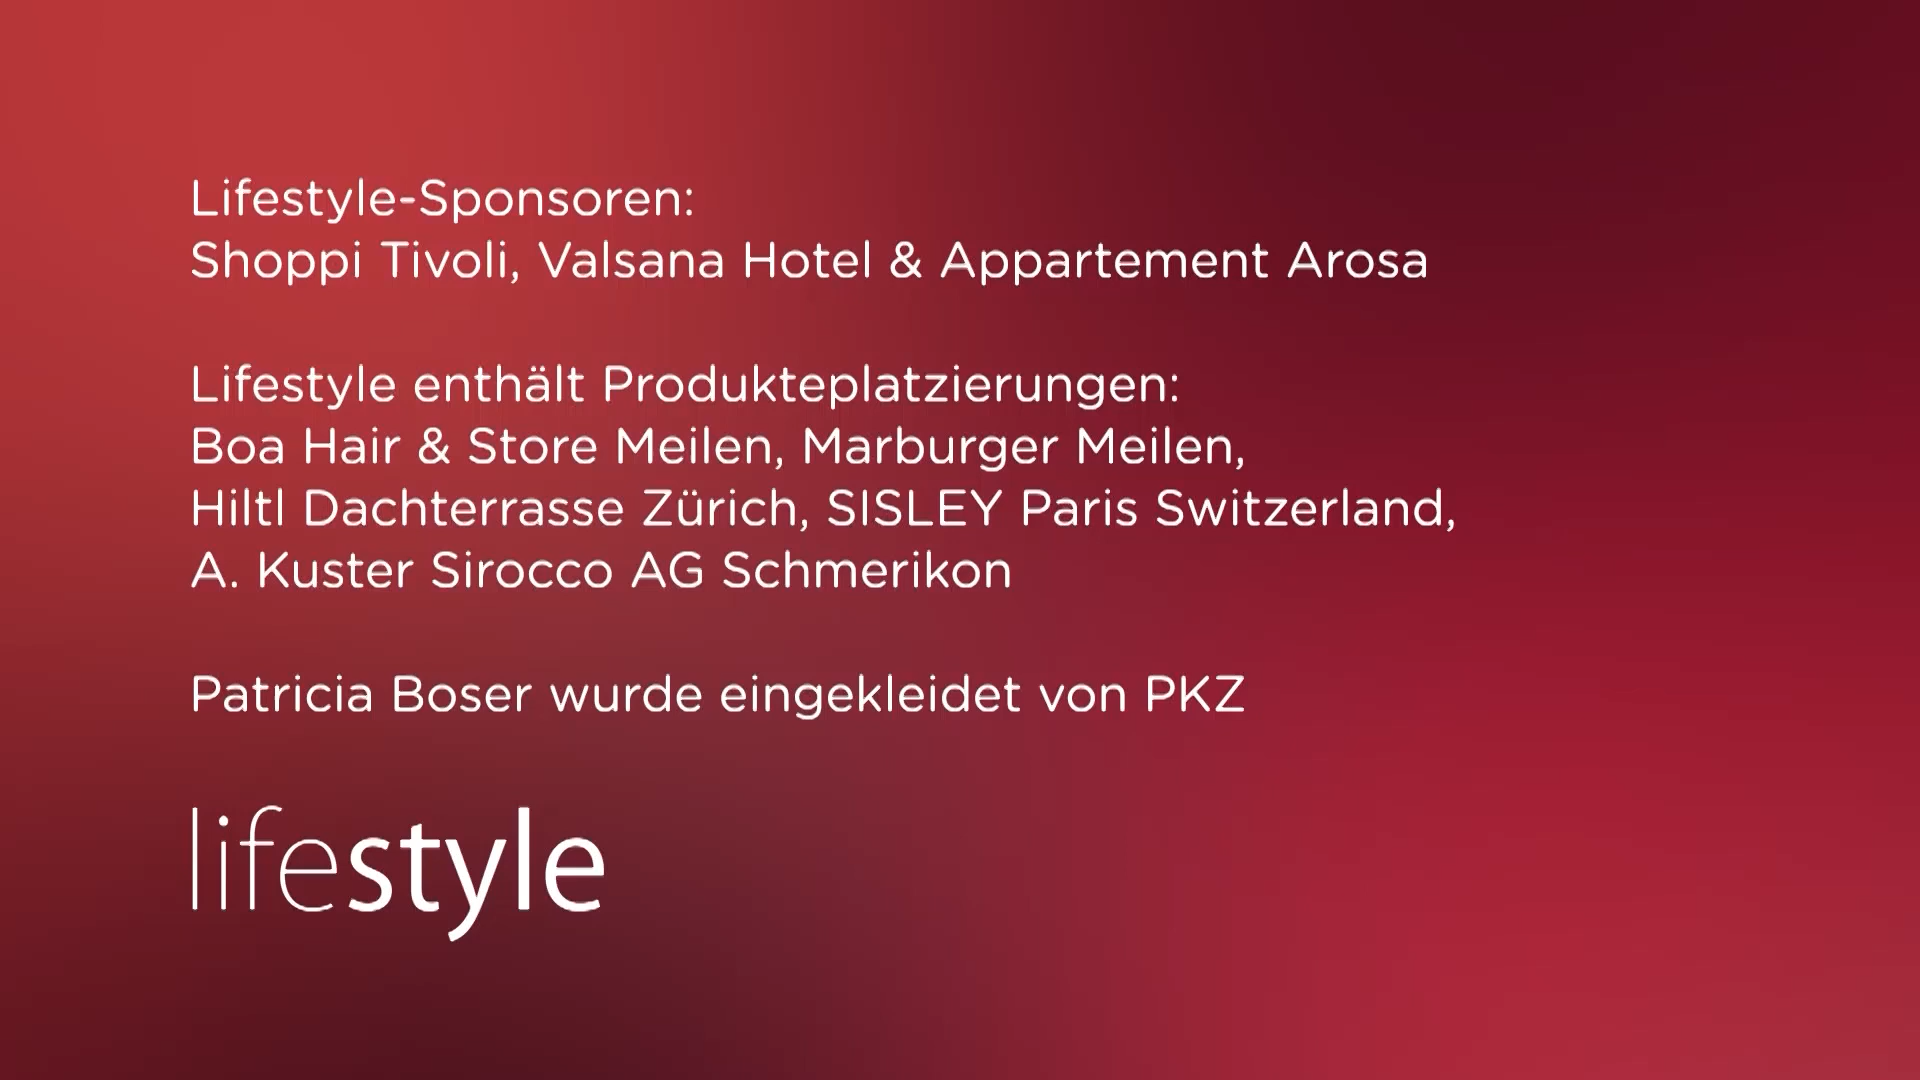 Lifestyle-Sponsoren:
Shoppi Tivoli, Valsana Hotel & Appartement Arosa
Lifestyle enthält Produkteplatzierungen:
Boa Hair & Store Meilen, Marburger Meilen,
Hiltl Dachterrasse Zürich, SISLEY Paris Switzerland,
A. Kuster Sirocco AG Schmerikon
Patricia Boser wurde eingekleidet von PKZ
lifestyle